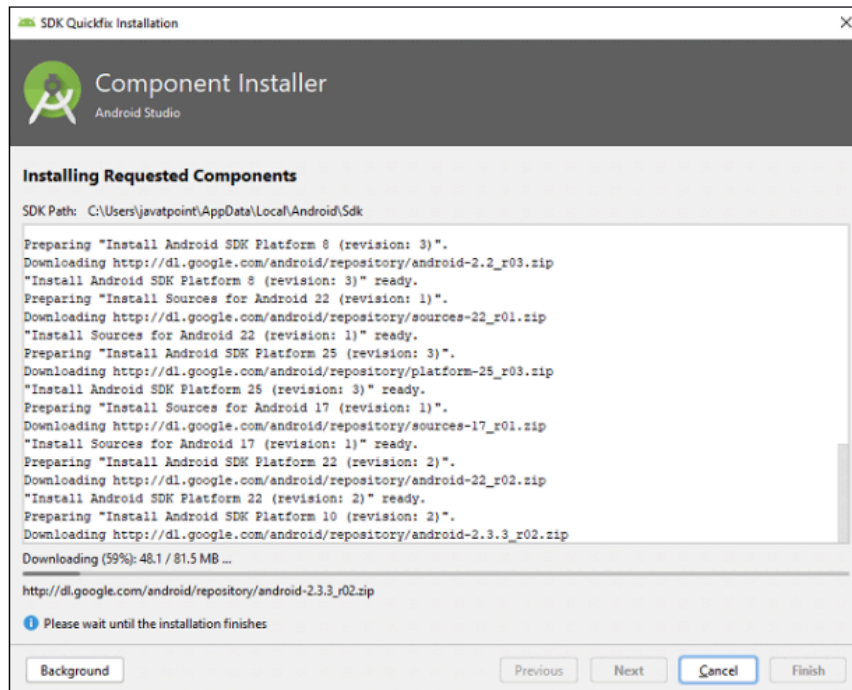 SDK Quickfix Installation
Component Installer
Android Studio
Installing Requested Components
SDK Path: C:\Users\javatpoint\AppData\Local\Android\Sdk
Preparing "Install Android SDK Platform 8 (revision: 3)".
Downloading http://dl.google.com/android/repository/android-2.2_r03.zip
"Install Android SDK Platform 8 (revision: 3)" ready.
Preparing "Install Sources for Android 22 (revision: 1)".
Downloading http://dl.google.com/android/repository/sources-22_r01.zip
"Install Sources for Android 22 (revision: 1)" ready.
Preparing "Install Android SDK Platform 25 (revision: 3)".
Downloading http://dl.google.com/android/repository/platform-25_r03.zip
"Install Android SDK Platform 25 (revision: 3)" ready.
Preparing "Install Sources for Android 17 (revision: 1)".
Downloading http://dl.google.com/android/repository/sources-17_r01.zip
"Install Sources for Android 17 (revision: 1)" ready.
Preparing "Install Android SDK Platform 22 (revision: 2)".
Downloading http://dl.google.com/android/repository/android-22_r02.zip
"Install Android SDK Platform 22 (revision: 2)" ready.
Preparing "Install Android SDK Platform 10 (revision: 2)".
Downloading http://dl.google.com/android/repository/android-2.3.3_r02.zip
Downloading (59%): 48.1 / 81.5 MB ...
http://dl.google.com/android/repository/android-2.3.3_r02.zip
Please wait until the installation finishes
Background Previous Next Cancel Finish